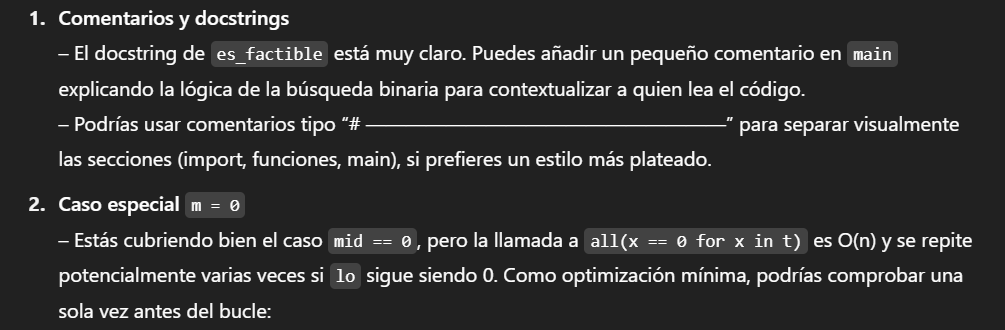 1. Comentarios y docstrings
– El docstring de es_factible está muy claro. Puedes añadir un pequeño comentario en main
explicando la lógica de la búsqueda binaria para contextualizar a quien lea el código.
– Podrías usar comentarios tipo “# ——————————————————” para separar visualmente
las secciones (import, funciones, main), si prefieres un estilo más plateado.
2. Caso especial m = 0
– Estás cubriendo bien el caso mid == 0, pero la llamada a all(x == 0 for x in t) es O(n) y se repite
potencialmente varias veces si lo sigue siendo 0. Como optimización mínima, podrías comprobar una
sola vez antes del bucle: